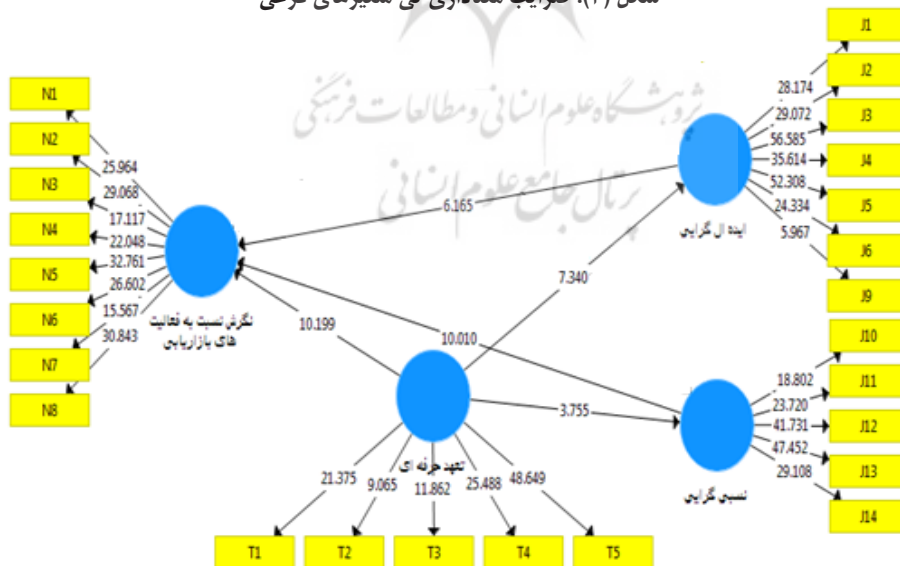 شکل (۲): ضرایب معناداری تی مسیرهای فرعی
پژوهشگاه علوم انسانی و مطالعات فرهنگی
پرتال جامع علوم انسانی
N1
N2
N3
N4
N5
N6
N7
N8
25.964
29.068
17.117
22.048
32.761
26.602
15.567
30.843
نگرش نسبت به فعالیت
های بازاریابی
6.165
10.199
10.010
7.340
3.755
تعهد حرفه ای
21.375
9.065
11.862
25.488
48.649
T1
T2
T3
T4
T5
ایده ال گرایی
28.174
29.072
56.585
35.614
52.308
24.334
5.967
J1
J2
J3
J4
J5
J6
J9
نسبی گرایی
18.802
23.720
41.731
47.452
29.108
J10
J11
J12
J13
J14